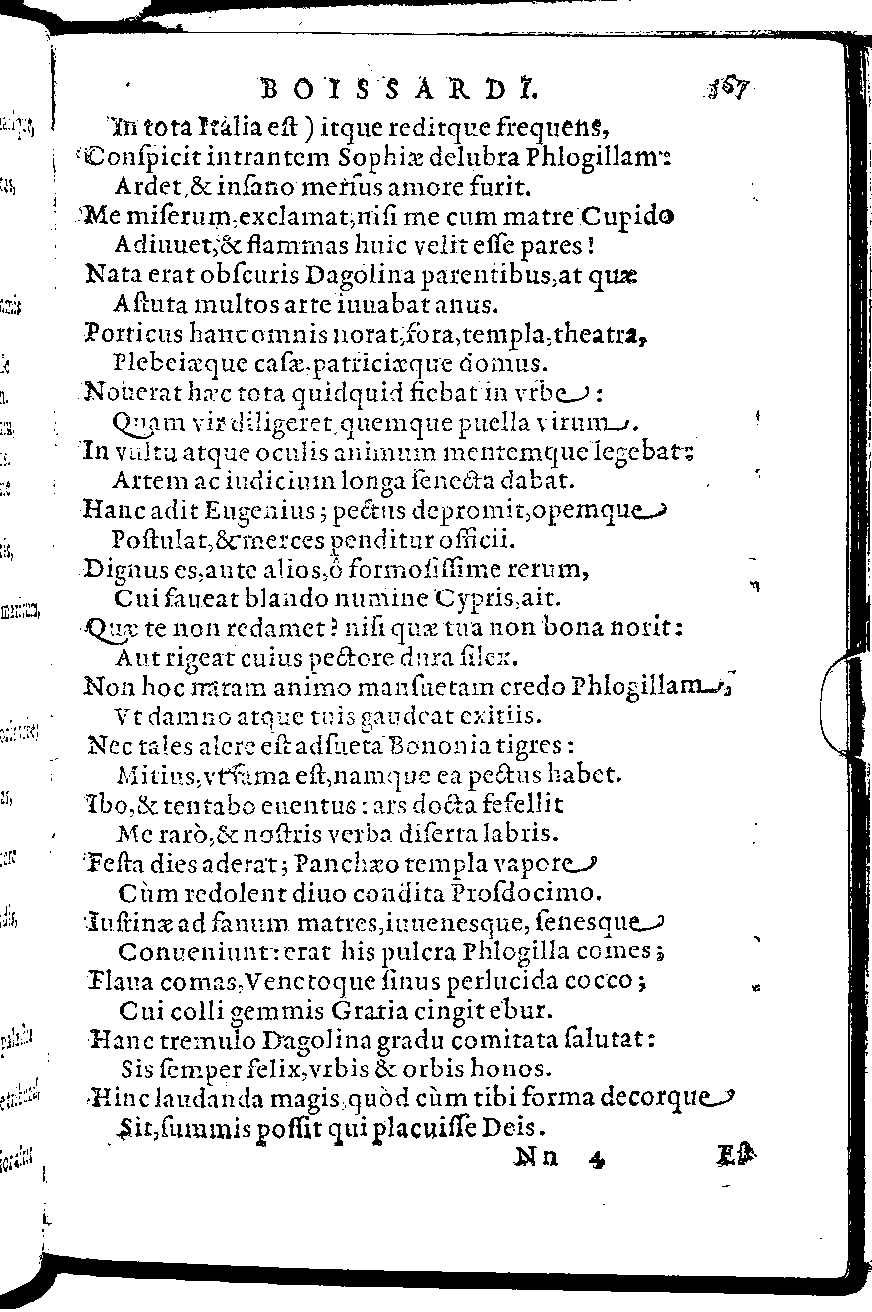 BOISSARDI. 567
In tota Italia est ) itque reditque frequens,
Conſpicit intrantem Sophiæ delubra Phlogillam:
Ardet,& inſano menſus amore furit.
Me miſerum,exclamat,niſi me cum matre Cupido
Adiuuet,& flammas huic velit eſſe pares!
Nata erat obſcuris Dagolina parentibus,at quæ
Aſtuta multos arte iuuabat anus.
Porticus hanc omnis norat,fora,templa,theatra,
Plebeiæque caſæ.patriciæque domus.
Nouerat hæc tota quidquid fiebat in vrbe :
Quam vir diligeret,quemque puella virum.
In vultu atque oculis animum mentemque legebat:
Artem ac iudicium longa ſenecta dabat.
Hanc adit Eugenius; pectus depromit,opemque
Poſtulat,& merces penditur officii.
Dignus es,ante alios,ô formoſiſſime rerum,
Cui faueat blando numine Cypris,ait.
Quæ te non redamet? niſi quæ tua non bona norit:
Aut rigeat cuius pectore dura ſilex.
Non hoc miram animo manſuetam credo Phlogillam,
Vt damno atque tuis gaudeat exitiis.
Nec tales alere eſt adſueta Bononia tigres:
Mitius,vt fama eſt,namque ea pectus habet.
Ibo,& tentabo euentus: ars docta fefellit
Me rarò,& noſtris verba diſerta labris.
Feſta dies aderat; Panchæo templa vapore
Cùm redolent diuo condita Proſdocimo.
Iuſtinæ ad fanum matres,iuuenesque, ſenesque
Conueniunt: erat his pulcra Phlogilla comes;
Flaua comas,Venetoque ſinus perlucida cocco;
Cui colli gemmis Gratia cingit ebur.
Hanc tremulo Dagolina gradu comitata ſalutat:
Sis ſemper felix,vrbis & orbis honos.
Hinc laudanda magis,quòd cùm tibi forma decorque
Sit,ſummis poſſit qui placuiſſe Deis.
Nn 4 Eſt